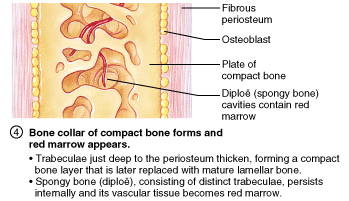 Fibrous
periosteum
Osteoblast
Plate of
compact bone
Diploë (spongy bone)
cavities contain red
marrow
④ Bone collar of compact bone forms and
red marrow appears.
• Trabeculae just deep to the periosteum thicken, forming a compact
bone layer that is later replaced with mature lamellar bone.
• Spongy bone (diploë), consisting of distinct trabeculae, persists
internally and its vascular tissue becomes red marrow.